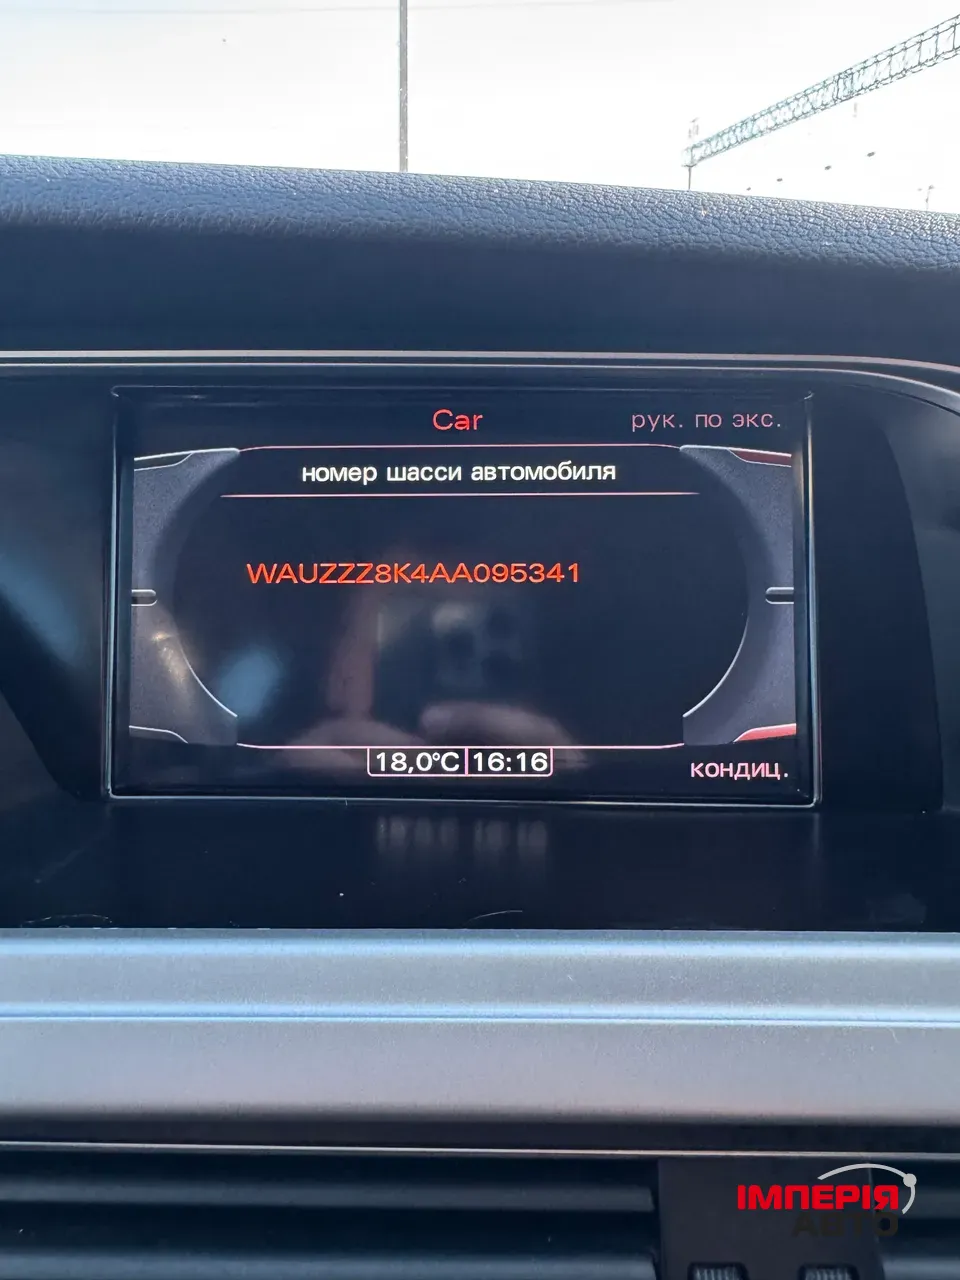 Car
рук. по экс.
номер шасси автомобиля
WAUZZZ8K4AA095341
18,0°C 16:16
кондиц.
ІМПЕРІЯ
АВТО